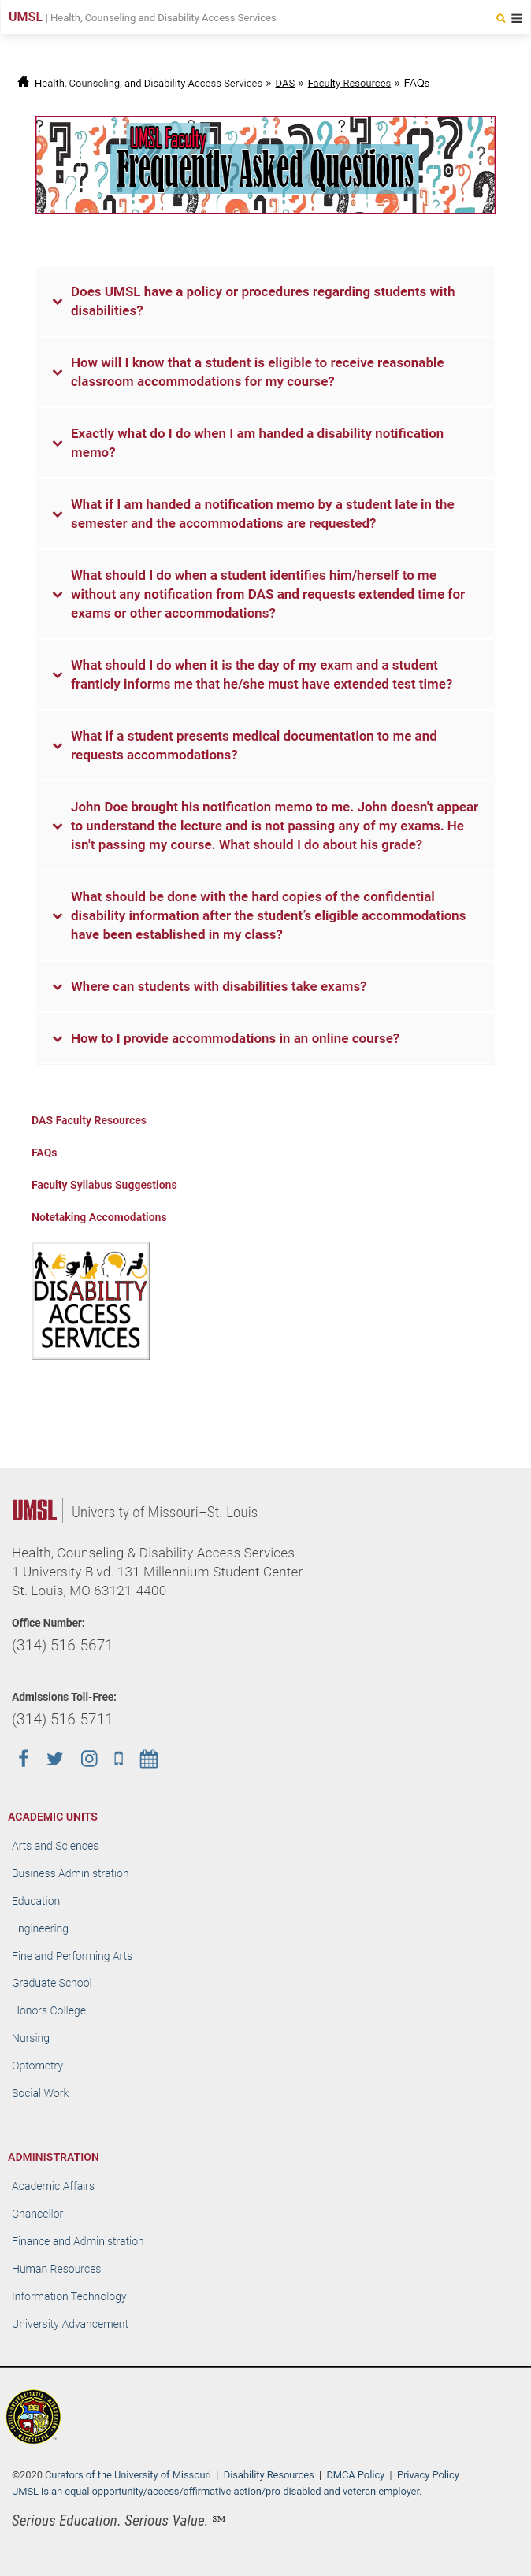 UMSL | Health, Counseling and Disability Access Services
Health, Counseling, and Disability Access Services » DAS » Faculty Resources » FAQs
UMSL Faculty
Frequently Asked Questions
Does UMSL have a policy or procedures regarding students with
disabilities?
How will I know that a student is eligible to receive reasonable
classroom accommodations for my course?
Exactly what do I do when I am handed a disability notification
memo?
What if I am handed a notification memo by a student late in the
semester and the accommodations are requested?
What should I do when a student identifies him/herself to me
without any notification from DAS and requests extended time for
exams or other accommodations?
What should I do when it is the day of my exam and a student
franticly informs me that he/she must have extended test time?
What if a student presents medical documentation to me and
requests accommodations?
John Doe brought his notification memo to me. John doesn't appear
to understand the lecture and is not passing any of my exams. He
isn't passing my course. What should I do about his grade?
What should be done with the hard copies of the confidential
disability information after the student’s eligible accommodations
have been established in my class?
Where can students with disabilities take exams?
How to I provide accommodations in an online course?
DAS Faculty Resources
FAQs
Faculty Syllabus Suggestions
Notetaking Accomodations
DISABILITY
ACCESS
SERVICES
UMSL University of Missouri–St. Louis
Health, Counseling & Disability Access Services
1 University Blvd. 131 Millennium Student Center
St. Louis, MO 63121-4400
Office Number:
(314) 516-5671
Admissions Toll-Free:
(314) 516-5711
ACADEMIC UNITS
Arts and Sciences
Business Administration
Education
Engineering
Fine and Performing Arts
Graduate School
Honors College
Nursing
Optometry
Social Work
ADMINISTRATION
Academic Affairs
Chancellor
Finance and Administration
Human Resources
Information Technology
University Advancement
©2020 Curators of the University of Missouri | Disability Resources | DMCA Policy | Privacy Policy
UMSL is an equal opportunity/access/affirmative action/pro-disabled and veteran employer.
Serious Education. Serious Value. ℠